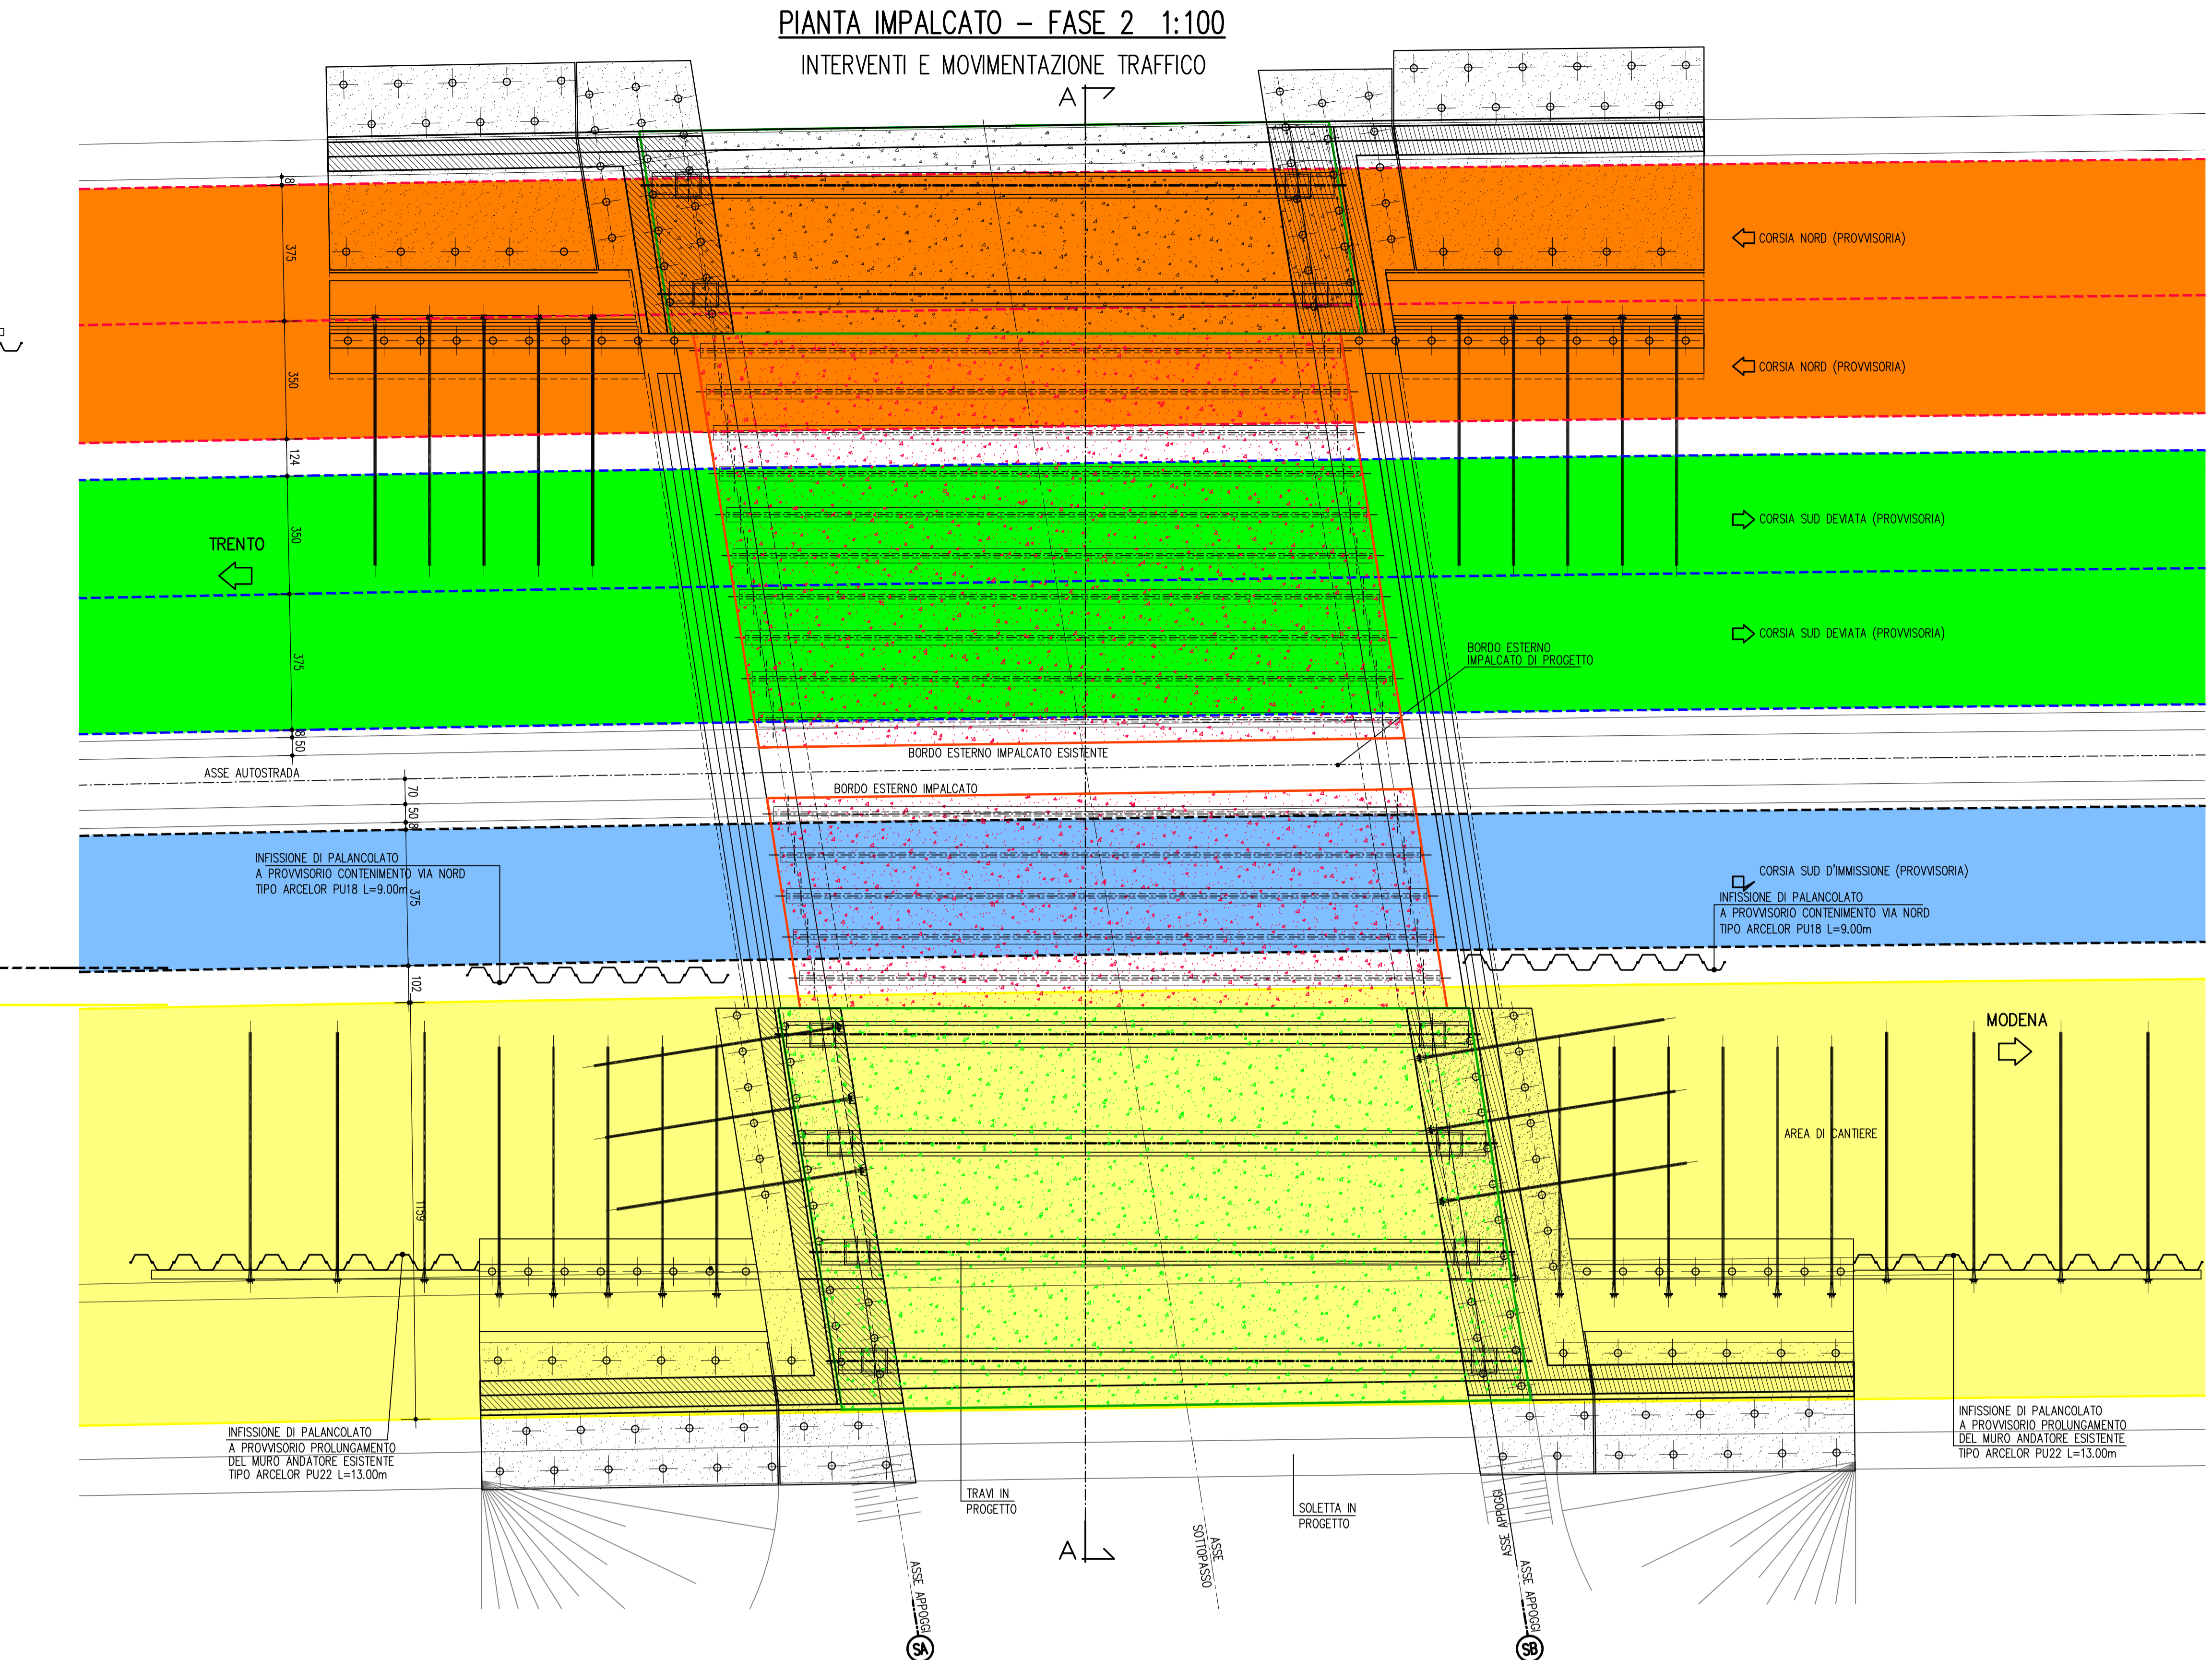 PIANTA IMPALCATO – FASE 2   1:100
INTERVENTI E MOVIMENTAZIONE TRAFFICO
A
8
375
CORSIA NORD (PROVVISORIA)
350
CORSIA NORD (PROVVISORIA)
124
350
CORSIA SUD DEVIATA (PROVVISORIA)
TRENTO
375
CORSIA SUD DEVIATA (PROVVISORIA)
BORDO ESTERNO
IMPALCATO DI PROGETTO
8
50
BORDO ESTERNO IMPALCATO ESISTENTE
ASSE AUTOSTRADA
70
BORDO ESTERNO IMPALCATO
50
8
INFISSIONE DI PALANCOLATO
A PROVVISORIO CONTENIMENTO VIA NORD
TIPO ARCELOR PU18 L=9.00m
375
CORSIA SUD D'IMMISSIONE (PROVVISORIA)
INFISSIONE DI PALANCOLATO
A PROVVISORIO CONTENIMENTO VIA NORD
TIPO ARCELOR PU18 L=9.00m
102
MODENA
AREA DI CANTIERE
1159
INFISSIONE DI PALANCOLATO
A PROVVISORIO PROLUNGAMENTO
DEL MURO ANDATORE ESISTENTE
TIPO ARCELOR PU22 L=13.00m
INFISSIONE DI PALANCOLATO
A PROVVISORIO PROLUNGAMENTO
DEL MURO ANDATORE ESISTENTE
TIPO ARCELOR PU22 L=13.00m
TRAVI IN
PROGETTO
SOLETTA IN
PROGETTO
ASSE APPOGGI
A
ASSE
SOTTOPASSO
ASSE APPOGGI
ASSE APPOGGI
SA
SB